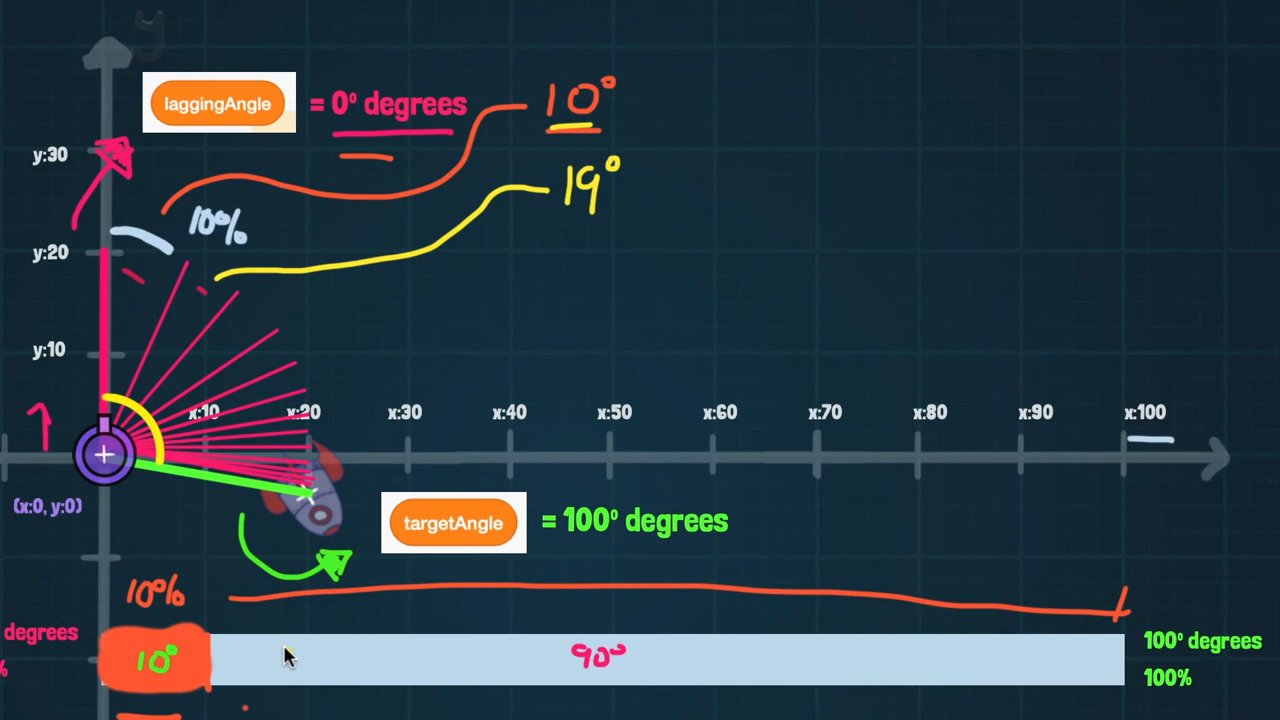 y
laggingAngle = 0° degrees
10°
19°
y:30
10%
y:20
y:10
x:10 x:20 x:30 x:40 x:50 x:60 x:70 x:80 x:90 x:100
(x:0, y:0)
targetAngle = 100° degrees
10%
degrees
10°
90°
100° degrees
%
100%